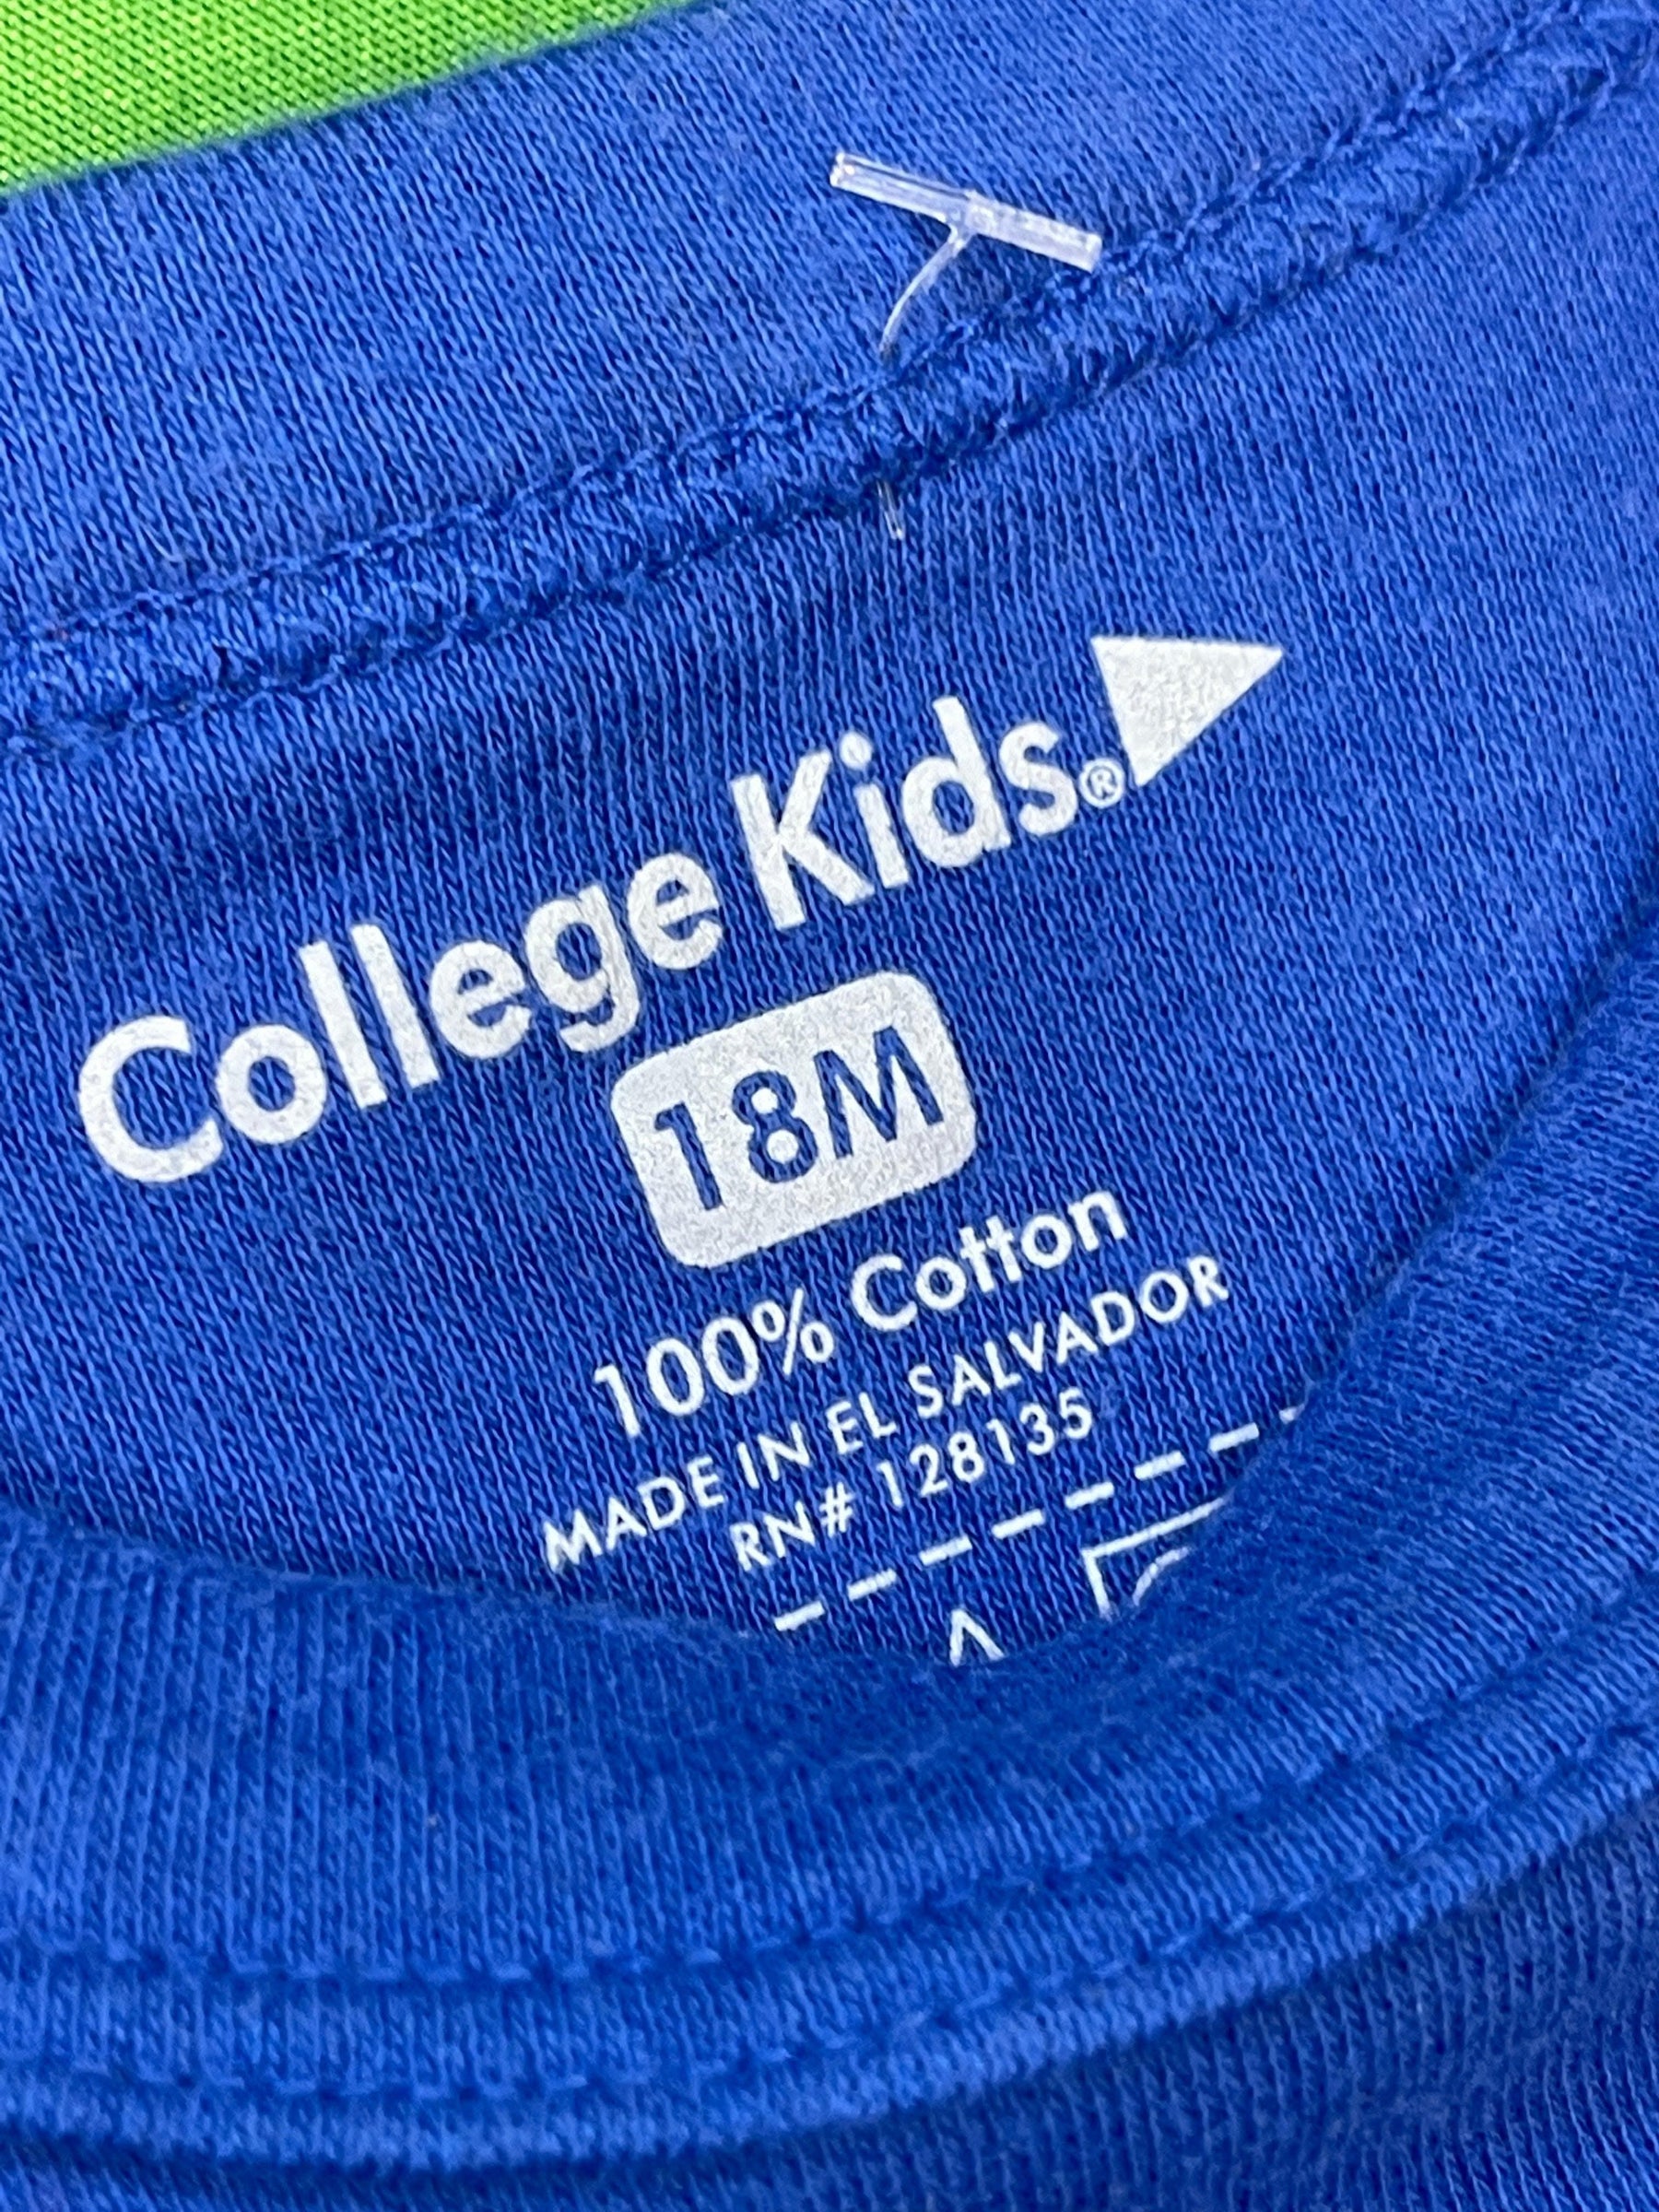 College Kids®
18M
100% Cotton
MADE IN EL SALVADOR
RN# 128135